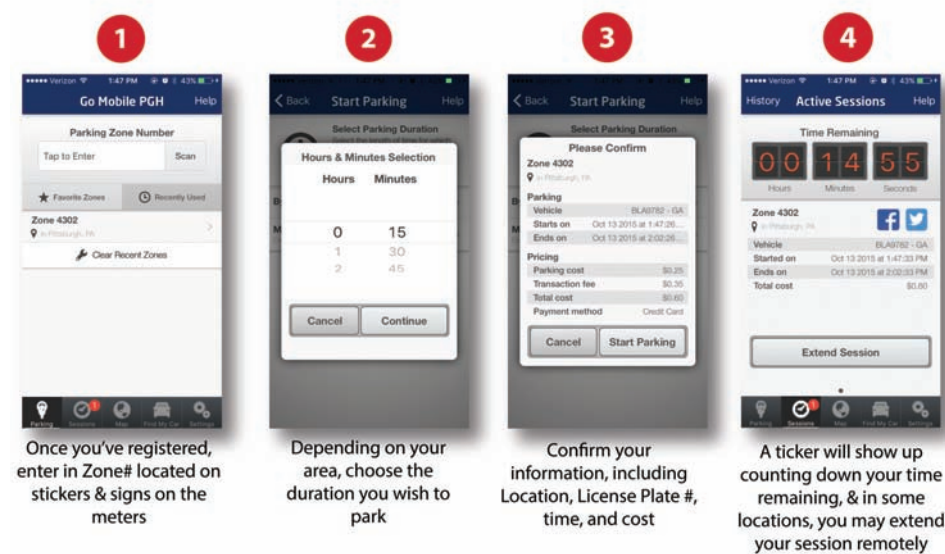 1
2
3
4
Verizon 1:47 PM 43%
Go Mobile PGH Help
Parking Zone Number
Tap to Enter Scan
Favorite Zones Recently Used
Zone 4302
in Pittsburgh, PA
Clear Recent Zones
Parking Sessions 1 Map Find My Car Settings
Once you've registered,
enter in Zone# located on
stickers & signs on the
meters
Back Start Parking Help
Select Parking Duration
Hours & Minutes Selection
Hours Minutes
0 15
1 30
2 45
Cancel Continue
Depending on your
area, choose the
duration you wish to
park
Back Start Parking Help
Select Parking Duration
Please Confirm
Zone 4302
in Pittsburgh, PA
Parking
Vehicle BLA9782 - GA
Starts on Oct 13 2015 at 1:47:26...
Ends on Oct 13 2015 at 2:02:26...
Pricing
Parking cost $0.25
Transaction fee $0.35
Total cost $0.60
Payment method Credit Card
Cancel Start Parking
Confirm your
information, including
Location, License Plate #,
time, and cost
Verizon 1:47 PM 43%
History Active Sessions Help
Time Remaining
00 14 55
Hours Minutes Seconds
Zone 4302
in Pittsburgh, PA
Vehicle BLA9782 - GA
Started on Oct 13 2015 at 1:47:33 PM
Ends on Oct 13 2015 at 2:02:33 PM
Total cost $0.60
Extend Session
Parking Sessions 1 Map Find My Car Settings
A ticker will show up
counting down your time
remaining, & in some
locations, you may extend
your session remotely